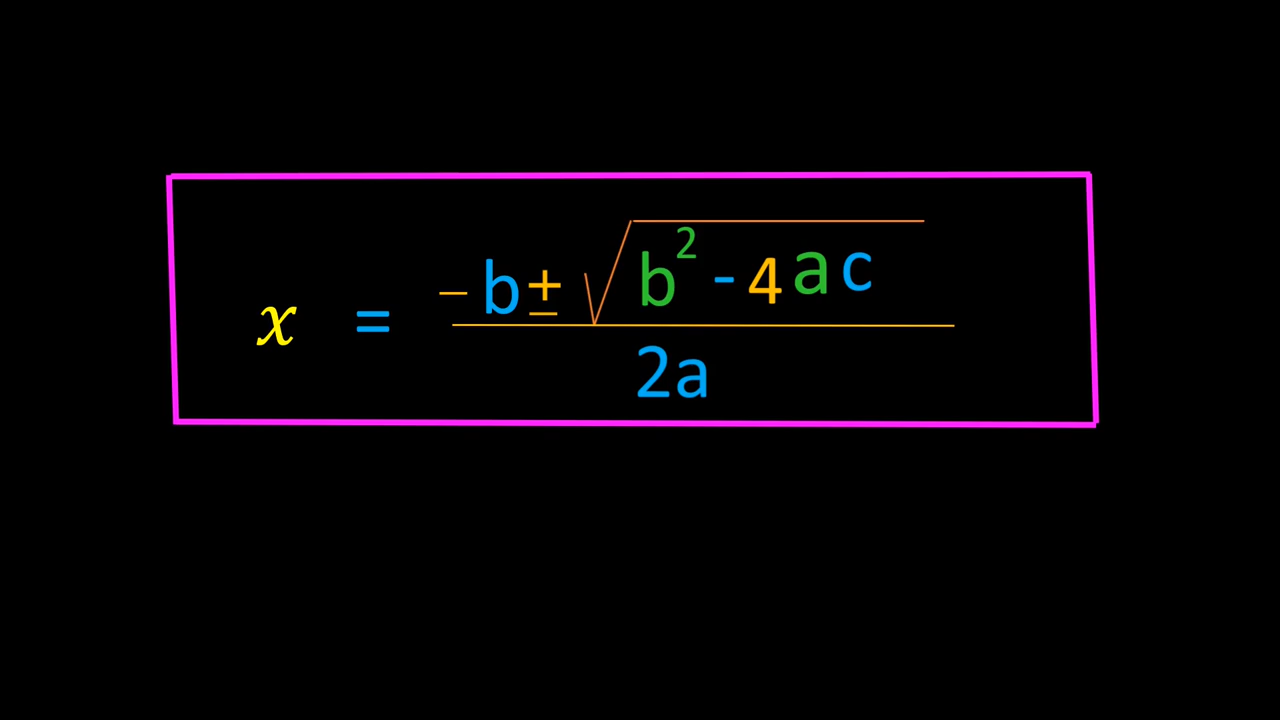 x = −b ± √b² - 4ac
2a